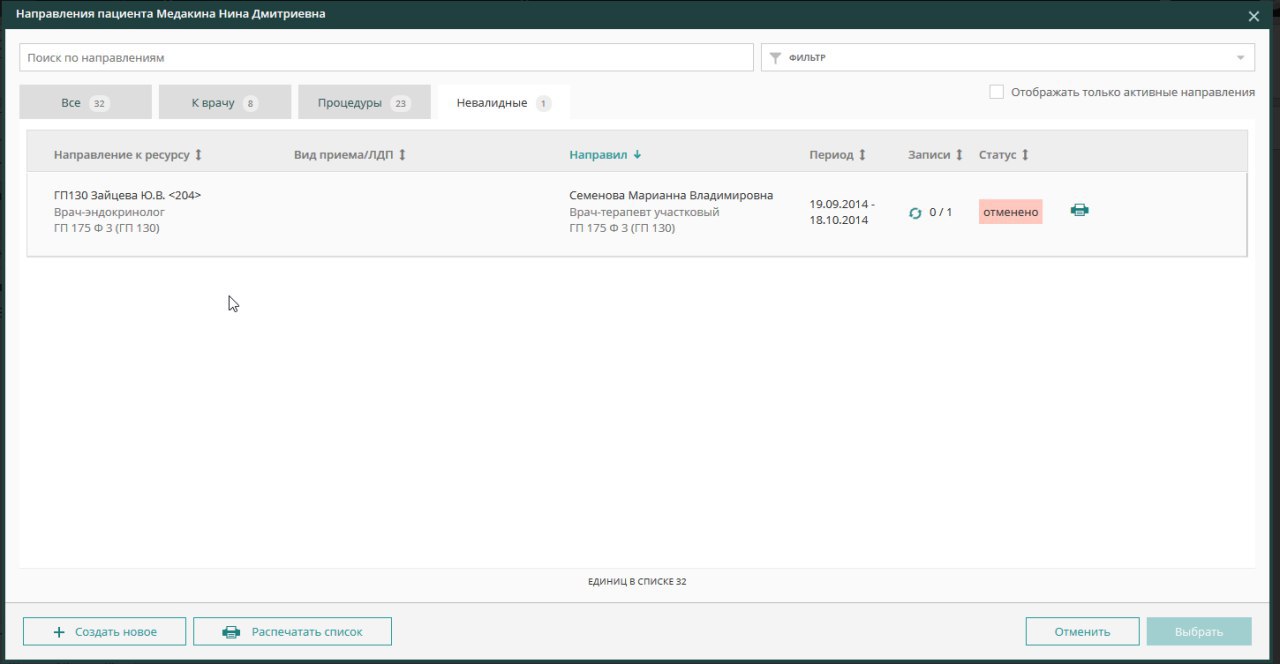 Направления пациента Медакина Нина Дмитриевна
Поиск по направлениям
ФИЛЬТР
Все 32
К врачу 8
Процедуры 23
Невалидные 1
Отображать только активные направления
Направление к ресурсу
Вид приема/ЛДП
Направил
Период
Записи
Статус
ГП130 Зайцева Ю.В. <204>
Врач-эндокринолог
ГП 175 Ф 3 (ГП 130)
Семенова Марианна Владимировна
Врач-терапевт участковый
ГП 175 Ф 3 (ГП 130)
19.09.2014 -
18.10.2014
0 / 1
отменено
ЕДИНИЦ В СПИСКЕ 32
Создать новое
Распечатать список
Отменить
Выбрать